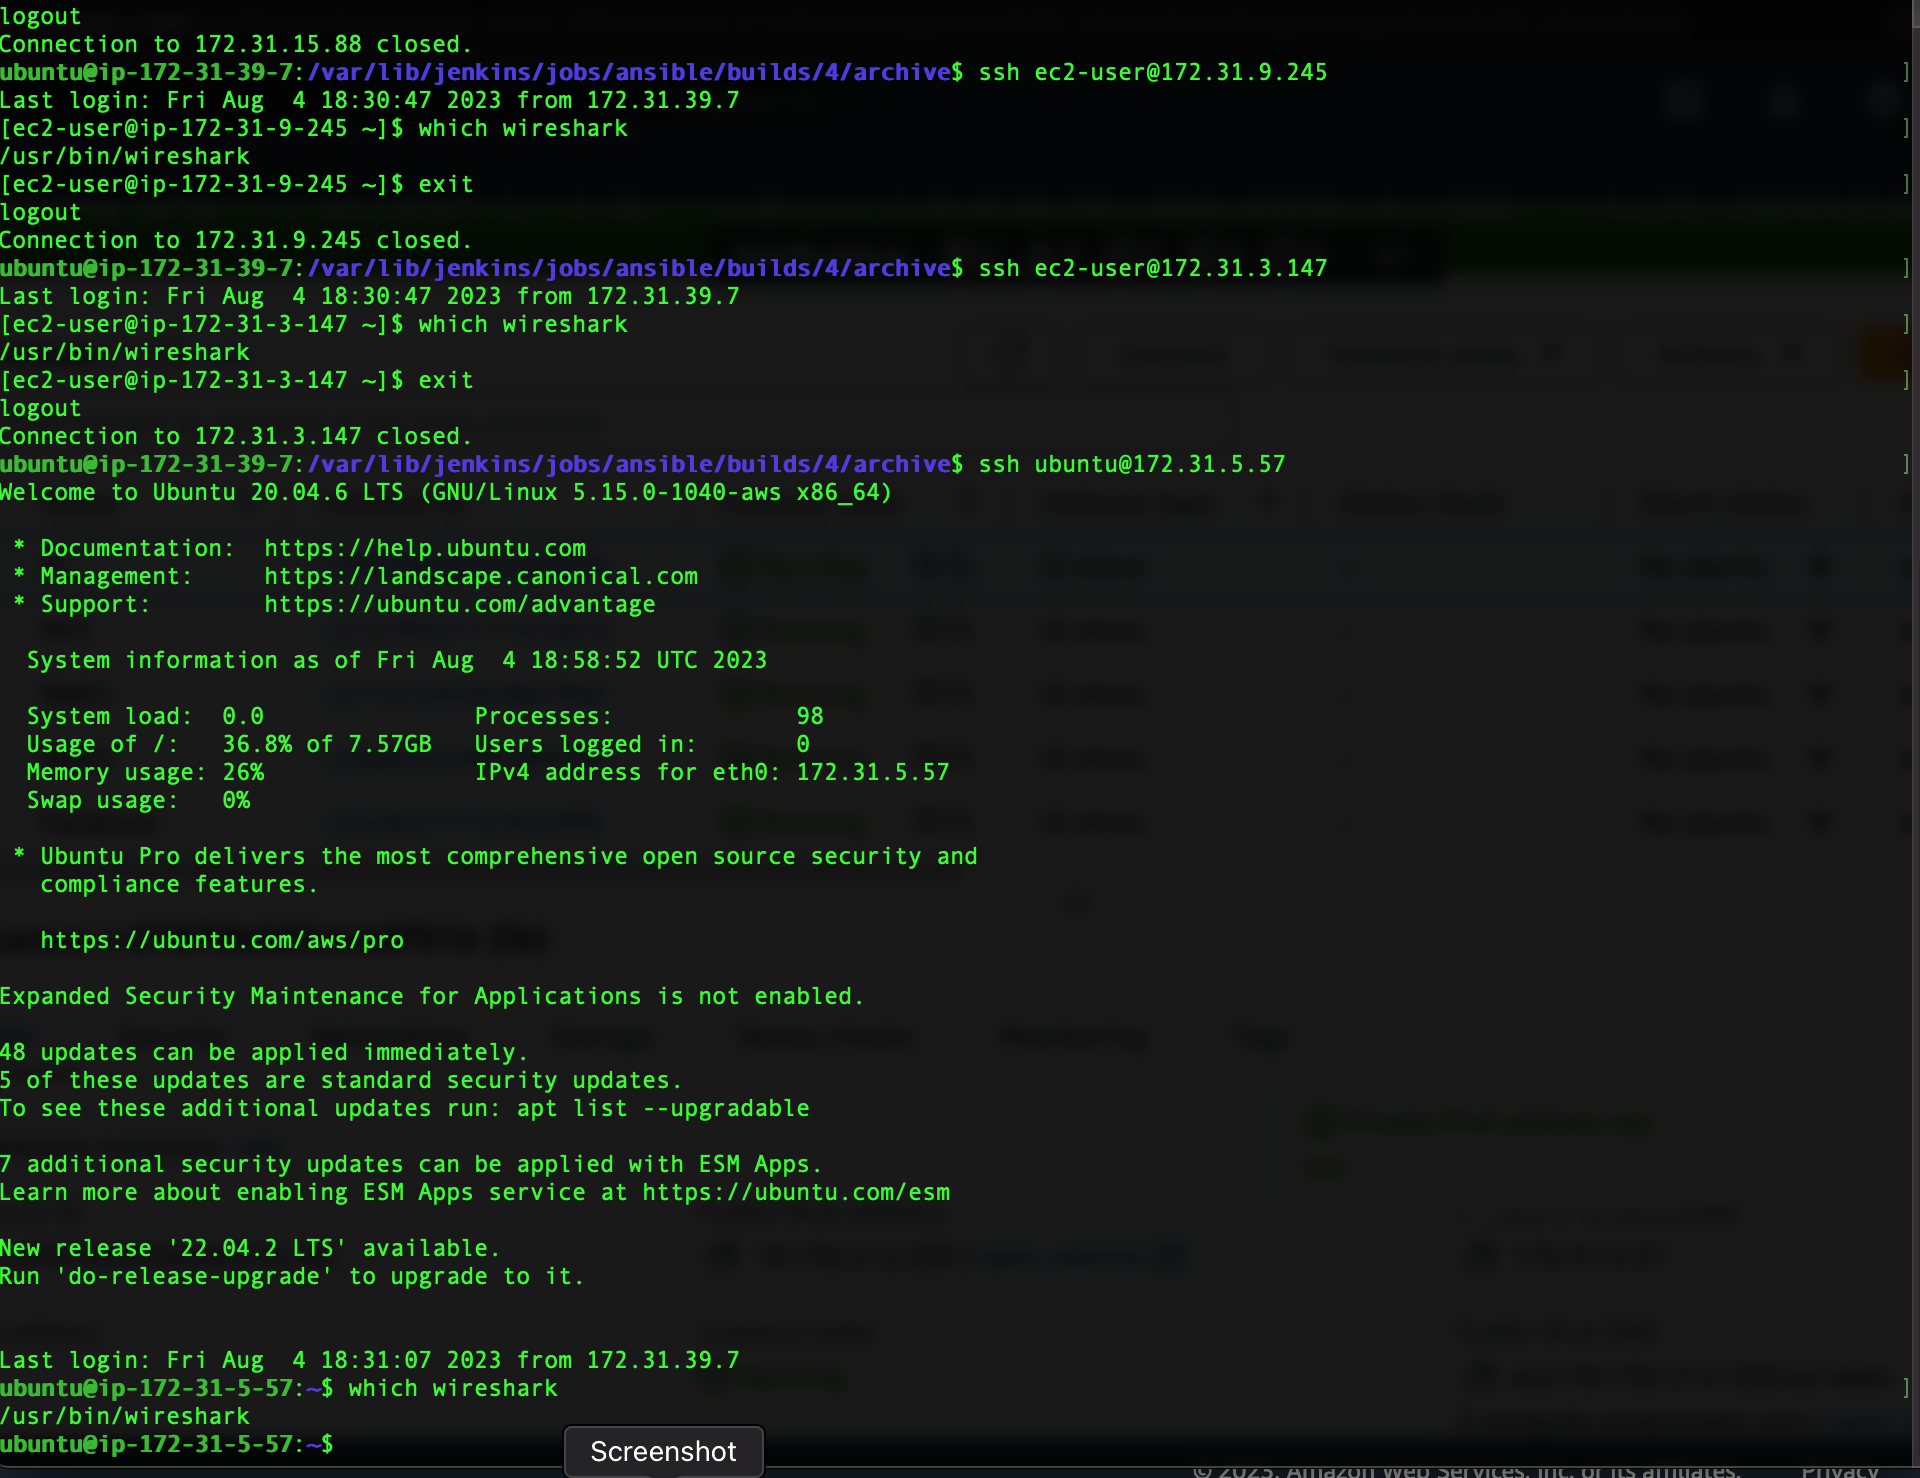 logout
Connection to 172.31.15.88 closed.
ubuntu@ip-172-31-39-7:/var/lib/jenkins/jobs/ansible/builds/4/archive$ ssh ec2-user@172.31.9.245 ]
Last login: Fri Aug  4 18:30:47 2023 from 172.31.39.7
[ec2-user@ip-172-31-9-245 ~]$ which wireshark ]
/usr/bin/wireshark
[ec2-user@ip-172-31-9-245 ~]$ exit ]
logout
Connection to 172.31.9.245 closed.
ubuntu@ip-172-31-39-7:/var/lib/jenkins/jobs/ansible/builds/4/archive$ ssh ec2-user@172.31.3.147 ]
Last login: Fri Aug  4 18:30:47 2023 from 172.31.39.7
[ec2-user@ip-172-31-3-147 ~]$ which wireshark ]
/usr/bin/wireshark
[ec2-user@ip-172-31-3-147 ~]$ exit ]
logout
Connection to 172.31.3.147 closed.
ubuntu@ip-172-31-39-7:/var/lib/jenkins/jobs/ansible/builds/4/archive$ ssh ubuntu@172.31.5.57 ]
Welcome to Ubuntu 20.04.6 LTS (GNU/Linux 5.15.0-1040-aws x86_64)
* Documentation:  https://help.ubuntu.com
* Management:     https://landscape.canonical.com
* Support:        https://ubuntu.com/advantage
System information as of Fri Aug  4 18:58:52 UTC 2023
System load:  0.0               Processes:             98
Usage of /:   36.8% of 7.57GB   Users logged in:       0
Memory usage: 26%               IPv4 address for eth0: 172.31.5.57
Swap usage:   0%
* Ubuntu Pro delivers the most comprehensive open source security and
compliance features.
https://ubuntu.com/aws/pro
Expanded Security Maintenance for Applications is not enabled.
48 updates can be applied immediately.
5 of these updates are standard security updates.
To see these additional updates run: apt list --upgradable
7 additional security updates can be applied with ESM Apps.
Learn more about enabling ESM Apps service at https://ubuntu.com/esm
New release '22.04.2 LTS' available.
Run 'do-release-upgrade' to upgrade to it.
Last login: Fri Aug  4 18:31:07 2023 from 172.31.39.7
ubuntu@ip-172-31-5-57:~$ which wireshark ]
/usr/bin/wireshark
ubuntu@ip-172-31-5-57:~$
Screenshot
© 2023, Amazon Web Services, Inc. or its affiliates. Privacy